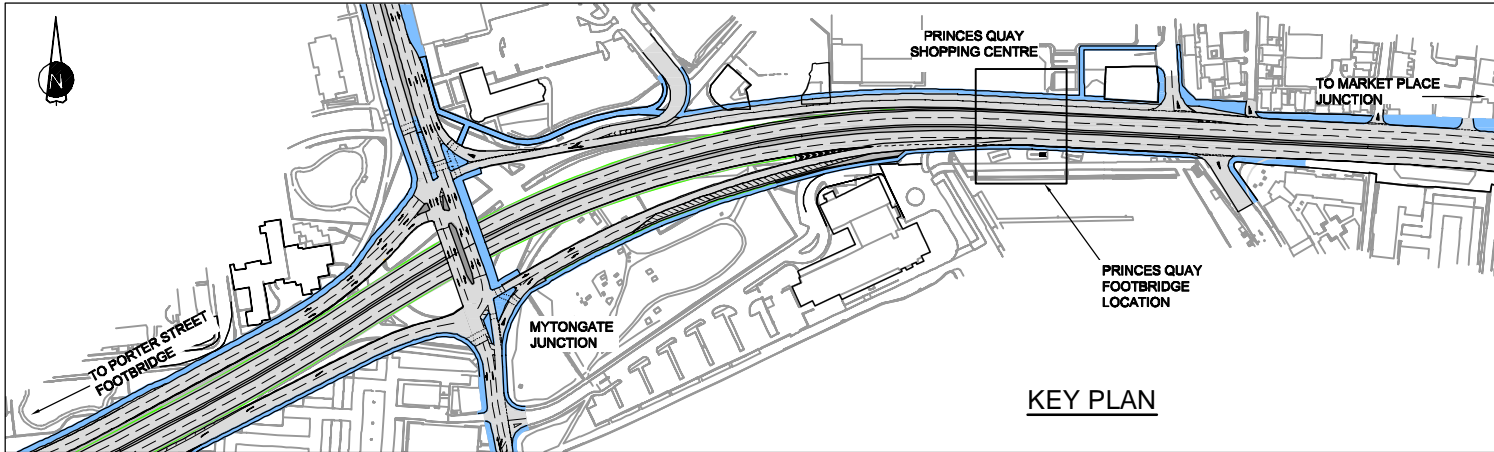 N
PRINCES QUAY
SHOPPING CENTRE
TO MARKET PLACE
JUNCTION
PRINCES QUAY
FOOTBRIDGE
LOCATION
MYTONGATE
JUNCTION
TO PORTER STREET
FOOTBRIDGE
KEY PLAN